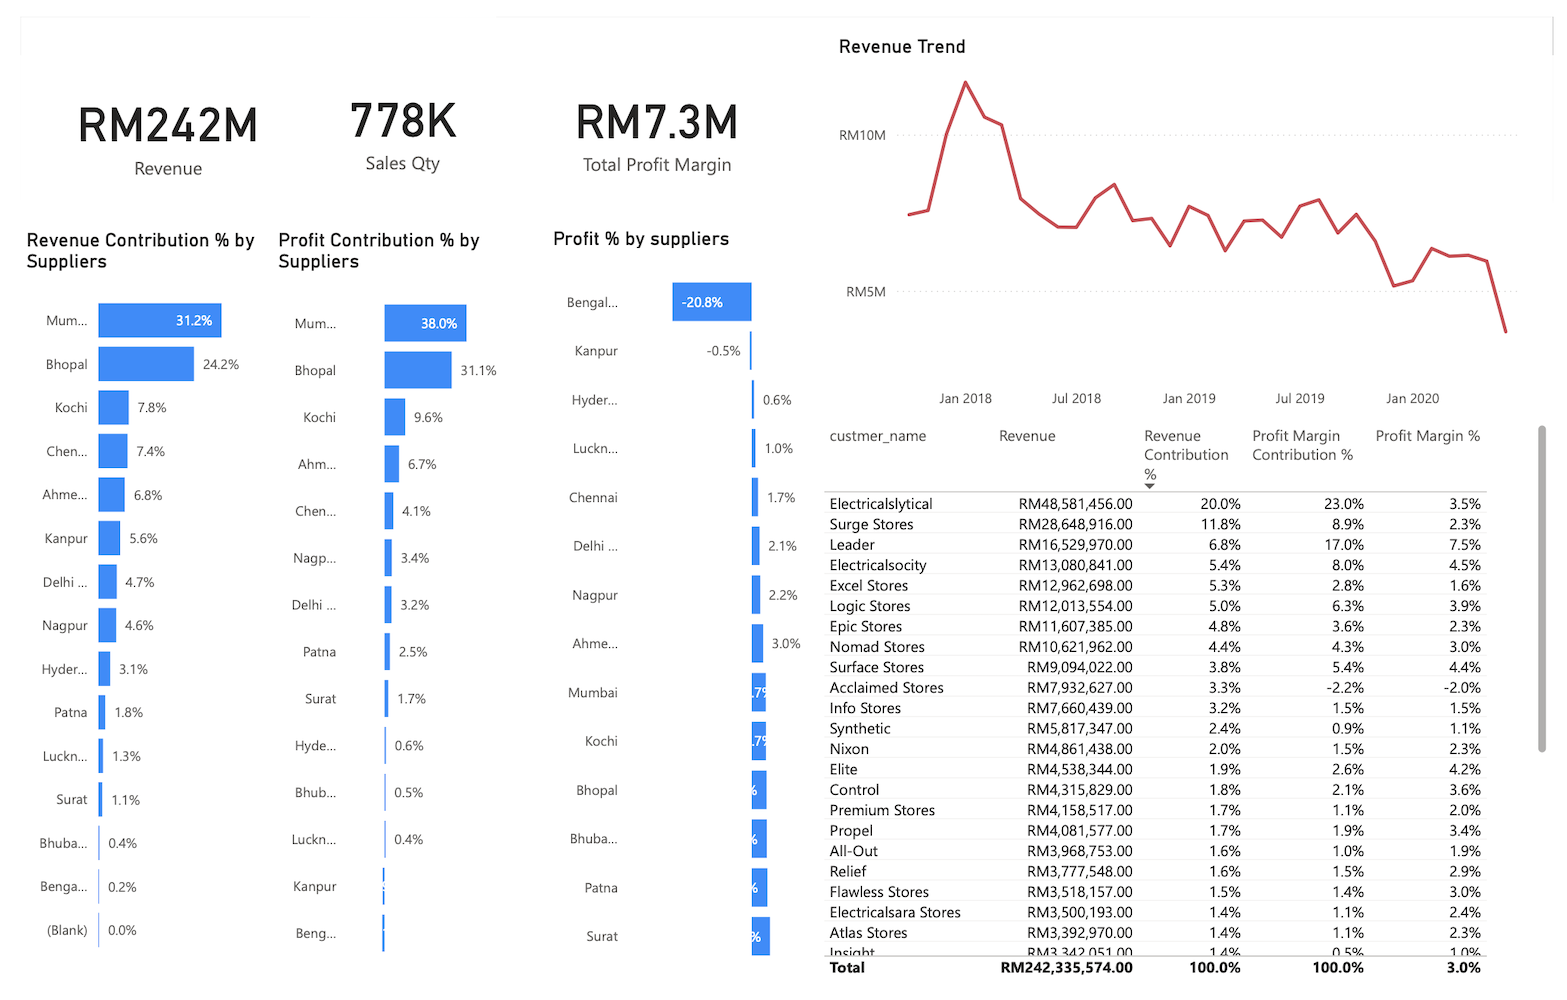 RM242M
Revenue
778K
Sales Qty
RM7.3M
Total Profit Margin
Revenue Contribution % by
Suppliers
Mum... 31.2%
Bhopal 24.2%
Kochi 7.8%
Chen... 7.4%
Ahme... 6.8%
Kanpur 5.6%
Delhi ... 4.7%
Nagpur 4.6%
Hyder... 3.1%
Patna 1.8%
Luckn... 1.3%
Surat 1.1%
Bhuba... 0.4%
Benga... 0.2%
(Blank) 0.0%
Profit Contribution % by
Suppliers
Mum... 38.0%
Bhopal 31.1%
Kochi 9.6%
Ahm... 6.7%
Chen... 4.1%
Nagp... 3.4%
Delhi ... 3.2%
Patna 2.5%
Surat 1.7%
Hyde... 0.6%
Bhub... 0.5%
Luckn... 0.4%
Kanpur
Beng...
Profit % by suppliers
Bengal... -20.8%
Kanpur -0.5%
Hyder... 0.6%
Luckn... 1.0%
Chennai 1.7%
Delhi ... 2.1%
Nagpur 2.2%
Ahme... 3.0%
Mumbai
Kochi
Bhopal
Bhuba...
Patna
Surat
Revenue Trend
RM10M
RM5M
Jan 2018 Jul 2018 Jan 2019 Jul 2019 Jan 2020
custmer_name Revenue Revenue Contribution % Profit Margin Contribution % Profit Margin %
Electricalslytical RM48,581,456.00 20.0% 23.0% 3.5%
Surge Stores RM28,648,916.00 11.8% 8.9% 2.3%
Leader RM16,529,970.00 6.8% 17.0% 7.5%
Electricalsocity RM13,080,841.00 5.4% 8.0% 4.5%
Excel Stores RM12,962,698.00 5.3% 2.8% 1.6%
Logic Stores RM12,013,554.00 5.0% 6.3% 3.9%
Epic Stores RM11,607,385.00 4.8% 3.6% 2.3%
Nomad Stores RM10,621,962.00 4.4% 4.3% 3.0%
Surface Stores RM9,094,022.00 3.8% 5.4% 4.4%
Acclaimed Stores RM7,932,627.00 3.3% -2.2% -2.0%
Info Stores RM7,660,439.00 3.2% 1.5% 1.5%
Synthetic RM5,817,347.00 2.4% 0.9% 1.1%
Nixon RM4,861,438.00 2.0% 1.5% 2.3%
Elite RM4,538,344.00 1.9% 2.6% 4.2%
Control RM4,315,829.00 1.8% 2.1% 3.6%
Premium Stores RM4,158,517.00 1.7% 1.1% 2.0%
Propel RM4,081,577.00 1.7% 1.9% 3.4%
All-Out RM3,968,753.00 1.6% 1.0% 1.9%
Relief RM3,777,548.00 1.6% 1.5% 2.9%
Flawless Stores RM3,518,157.00 1.5% 1.4% 3.0%
Electricalsara Stores RM3,500,193.00 1.4% 1.1% 2.4%
Atlas Stores RM3,392,970.00 1.4% 1.1% 2.3%
Insight RM3,342,051.00 1.4% 0.5% 1.0%
Total RM242,335,574.00 100.0% 100.0% 3.0%